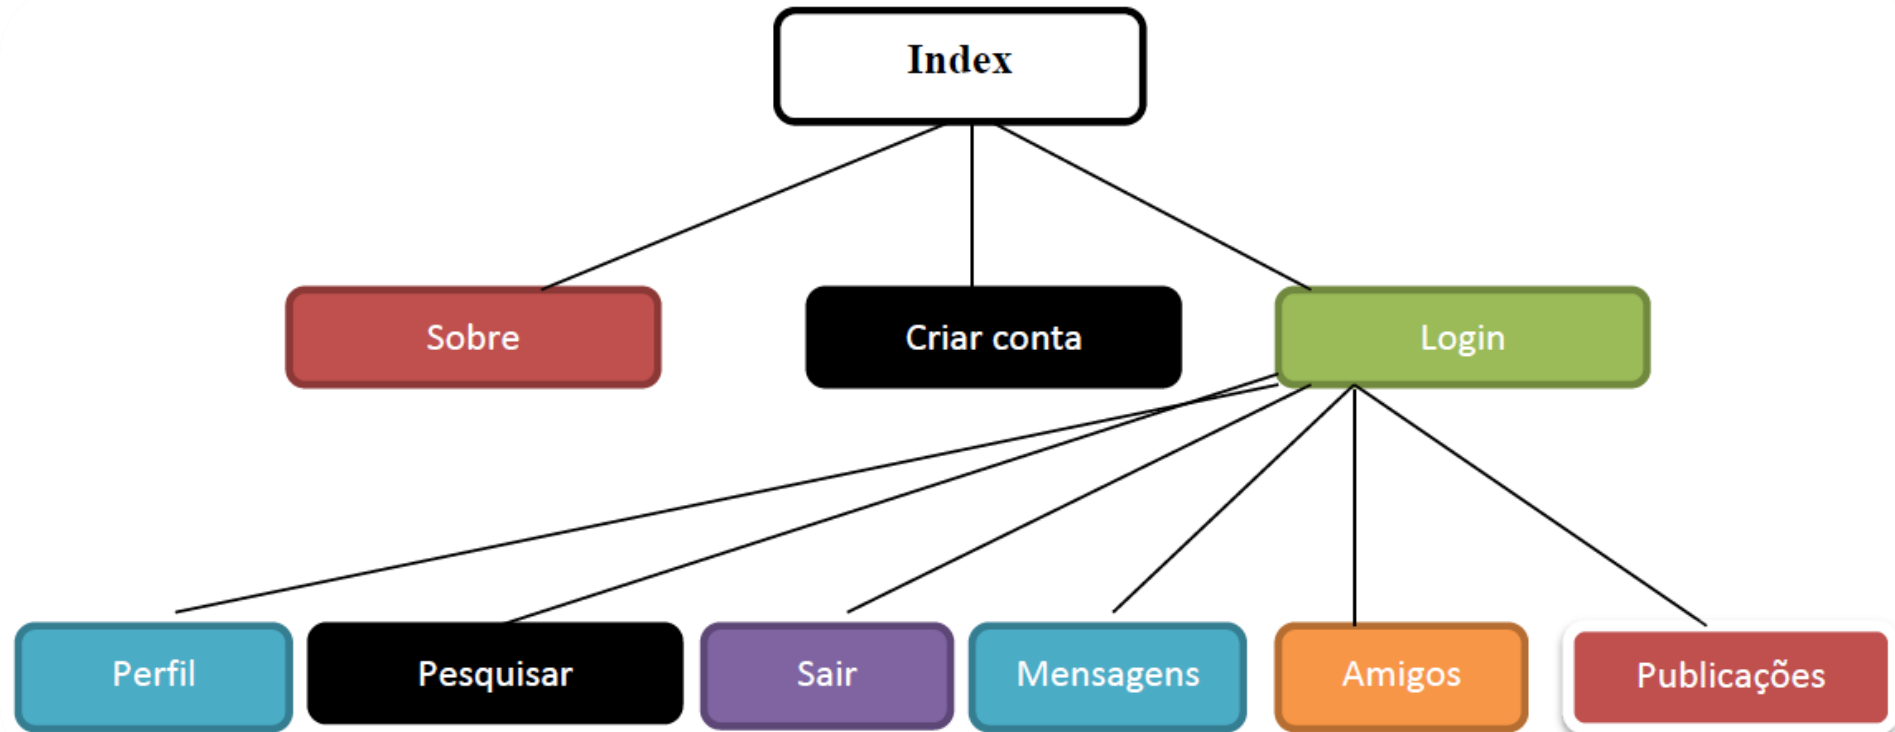 Index
Sobre
Criar conta
Login
Perfil
Pesquisar
Sair
Mensagens
Amigos
Publicações